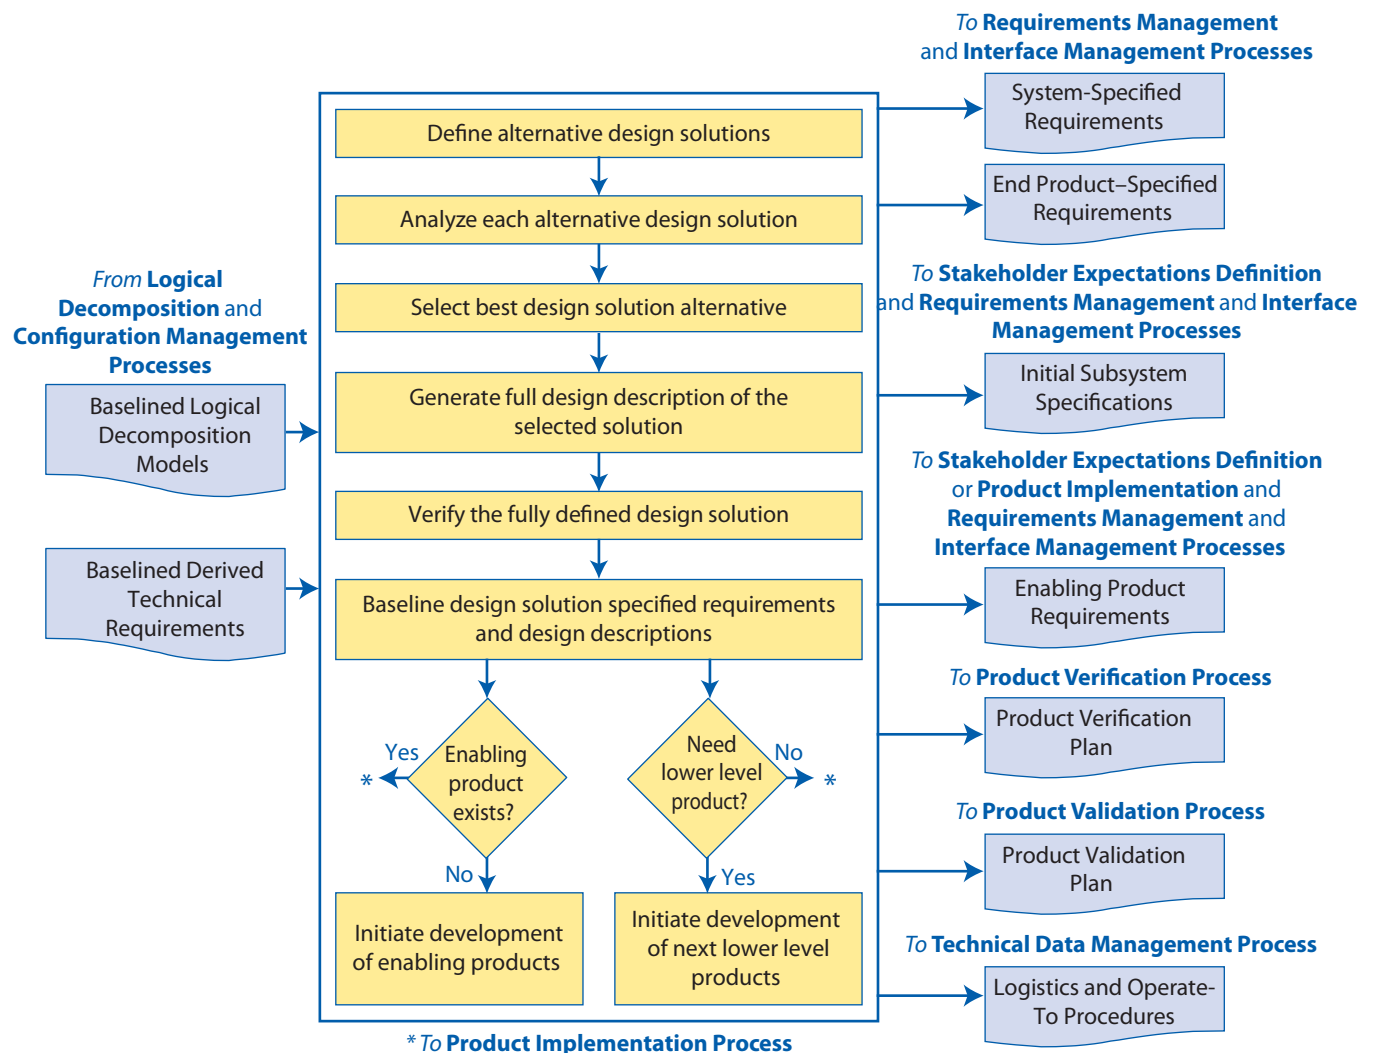 From Logical
Decomposition and
Configuration Management
Processes
Baselined Logical
Decomposition
Models
Baselined Derived
Technical
Requirements
Define alternative design solutions
Analyze each alternative design solution
Select best design solution alternative
Generate full design description of the
selected solution
Verify the fully defined design solution
Baseline design solution specified requirements
and design descriptions
Yes
*
Enabling
product
exists?
No
Need
lower level
product?
No
*
Yes
Initiate development
of enabling products
Initiate development
of next lower level
products
* To Product Implementation Process
To Requirements Management
and Interface Management Processes
System-Specified
Requirements
End Product–Specified
Requirements
To Stakeholder Expectations Definition
and Requirements Management and Interface
Management Processes
Initial Subsystem
Specifications
To Stakeholder Expectations Definition
or Product Implementation and
Requirements Management and
Interface Management Processes
Enabling Product
Requirements
To Product Verification Process
Product Verification
Plan
To Product Validation Process
Product Validation
Plan
To Technical Data Management Process
Logistics and Operate-
To Procedures